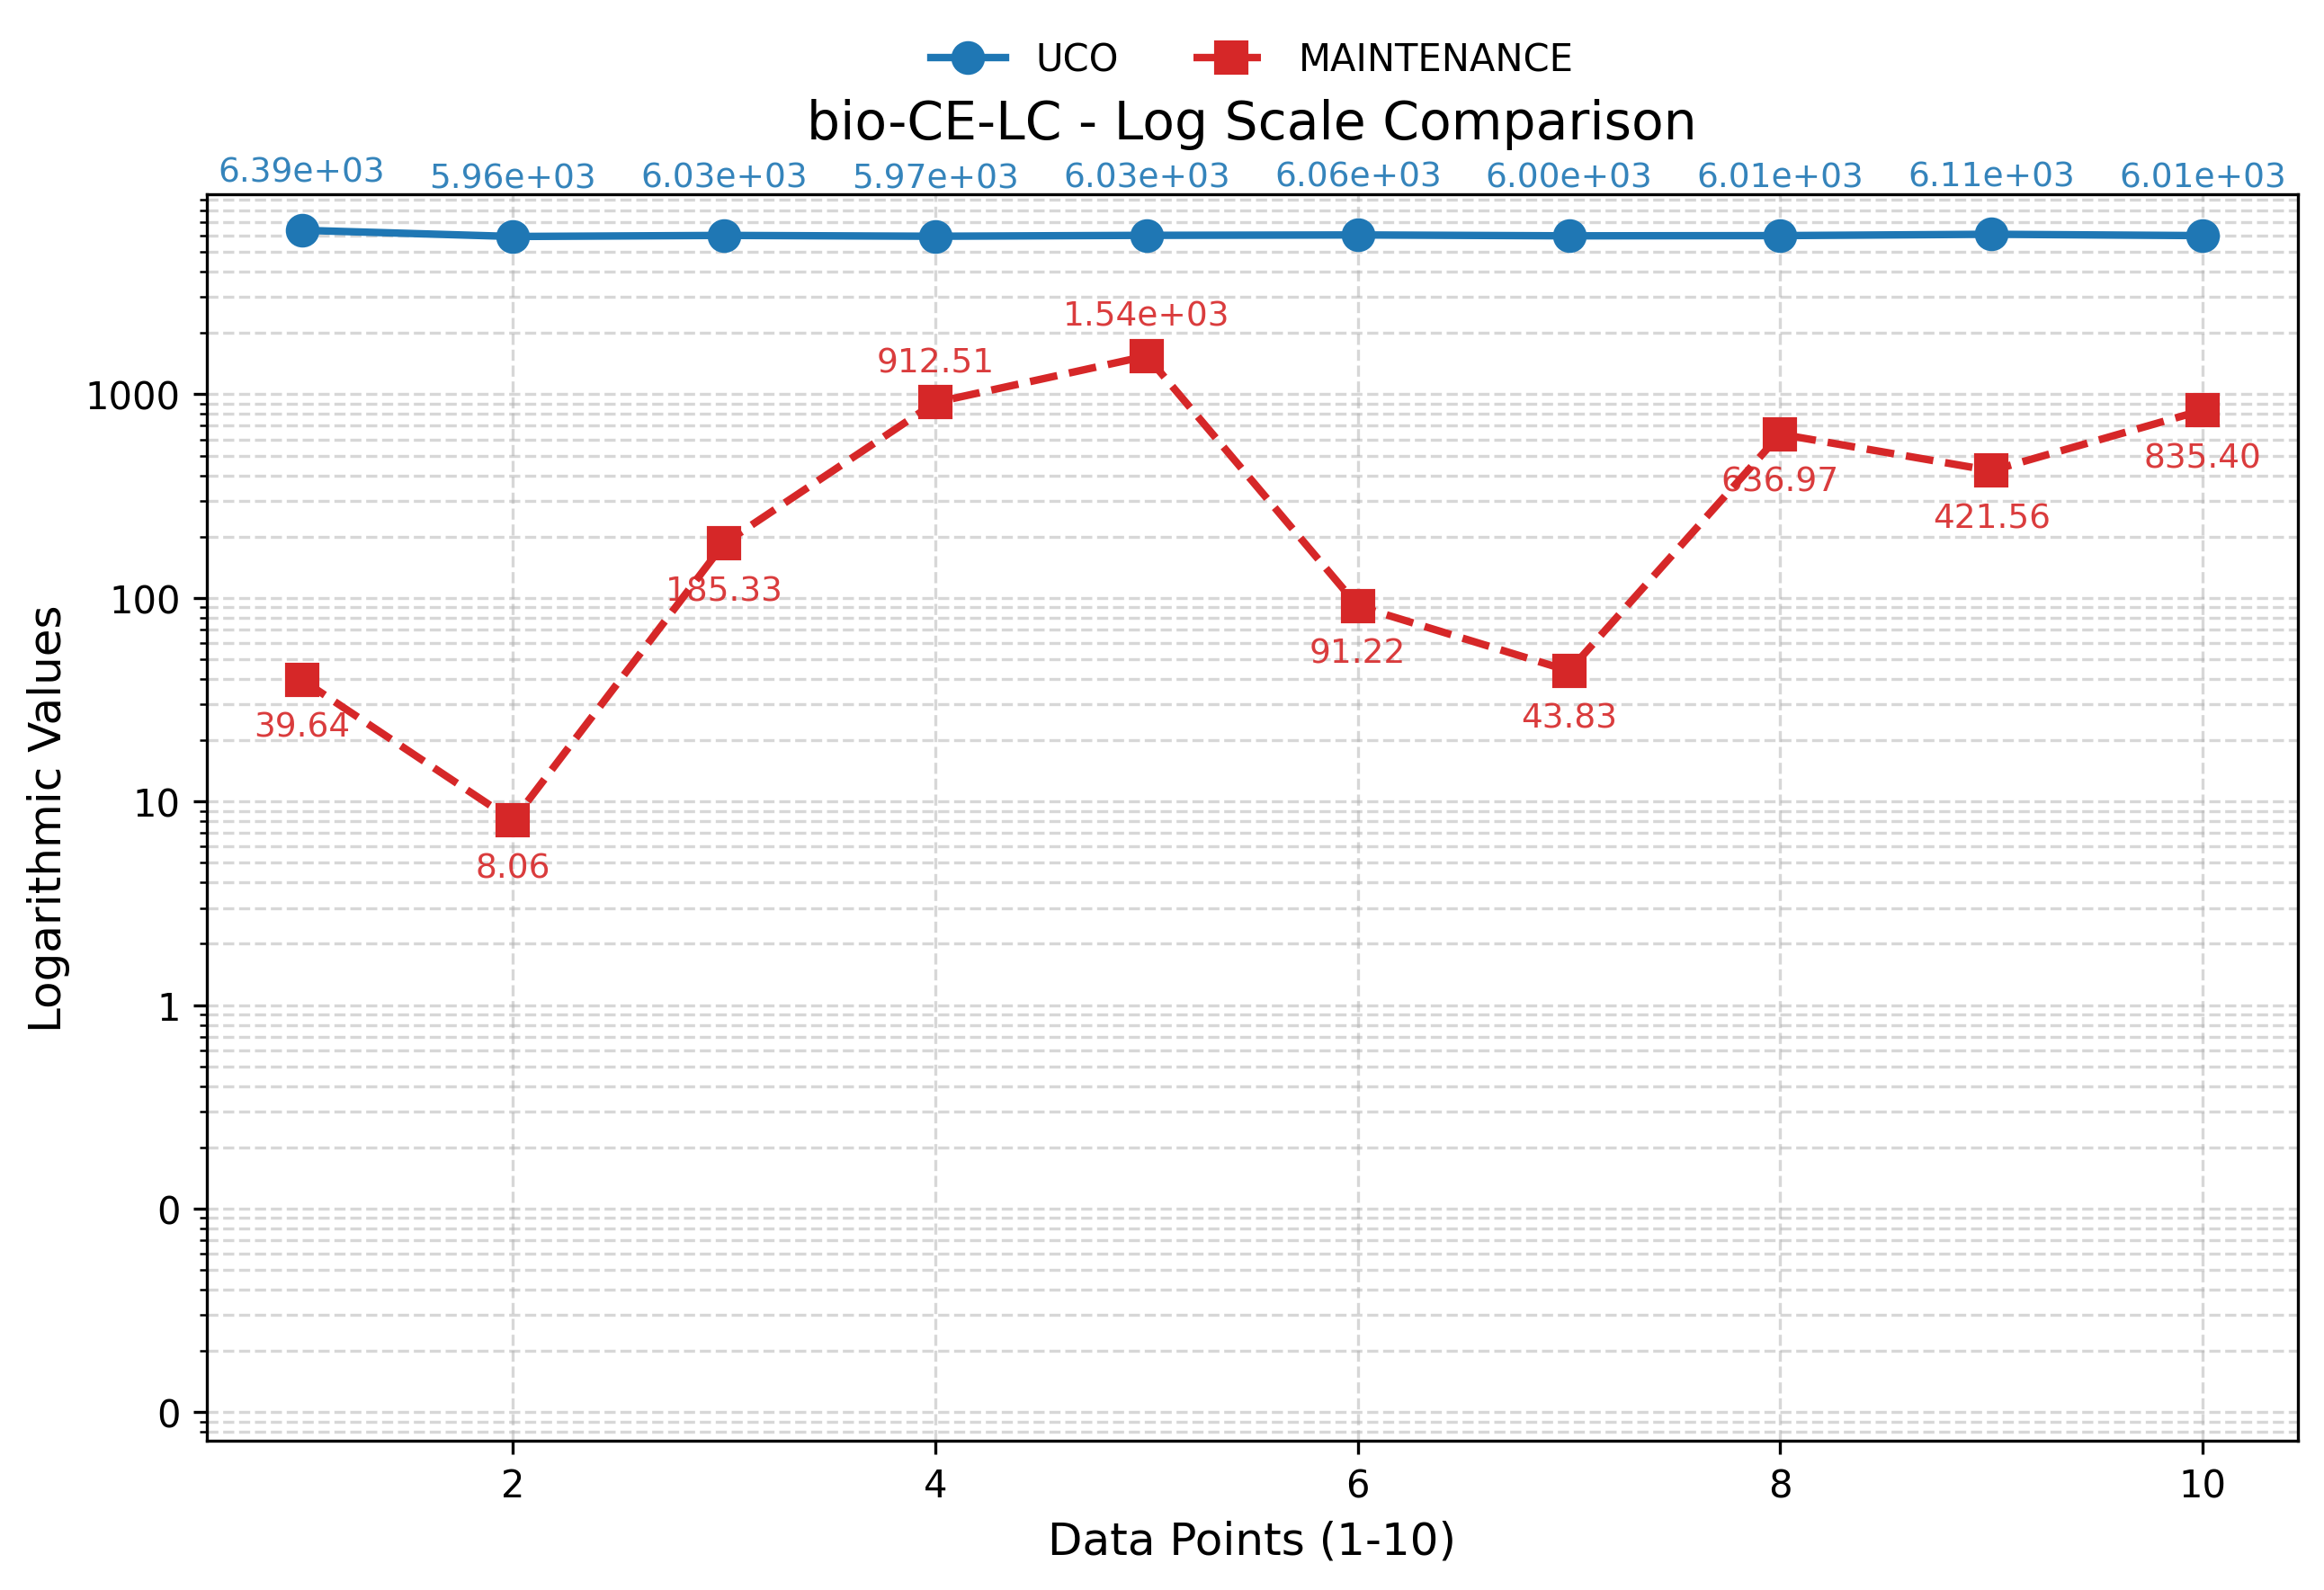 UCO MAINTENANCE
bio-CE-LC - Log Scale Comparison
6.39e+03 5.96e+03 6.03e+03 5.97e+03 6.03e+03 6.06e+03 6.00e+03 6.01e+03 6.11e+03 6.01e+03
1.54e+03
912.51
1000
835.40
636.97
421.56
185.33
100
91.22
43.83
39.64
10
8.06
1
0
0
Logarithmic Values
2 4 6 8 10
Data Points (1-10)